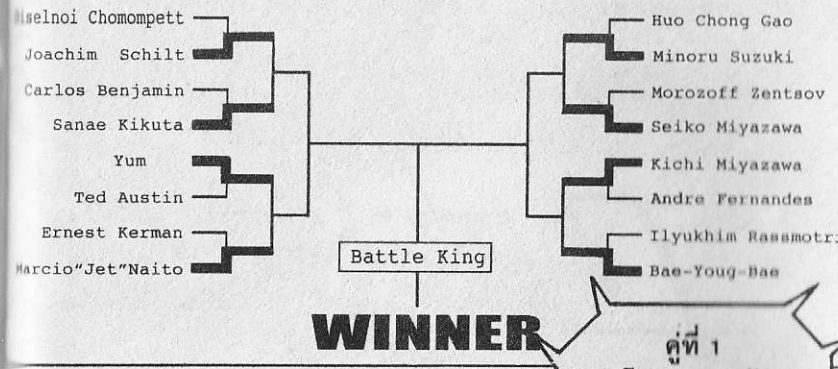 Chomompett
Joachim Schilt
Carlos Benjamin
Sanae Kikuta
Yum
Ted Austin
Ernest Kerman
Marcio"Jet"Naito
Huo Chong Gao
Minoru Suzuki
Morozoff Zentsov
Seiko Miyazawa
Kichi Miyazawa
Andre Fernandes
Ilyukhim
Bae-Youg-Bae
Battle King
WINNER
คู่ที่ 1